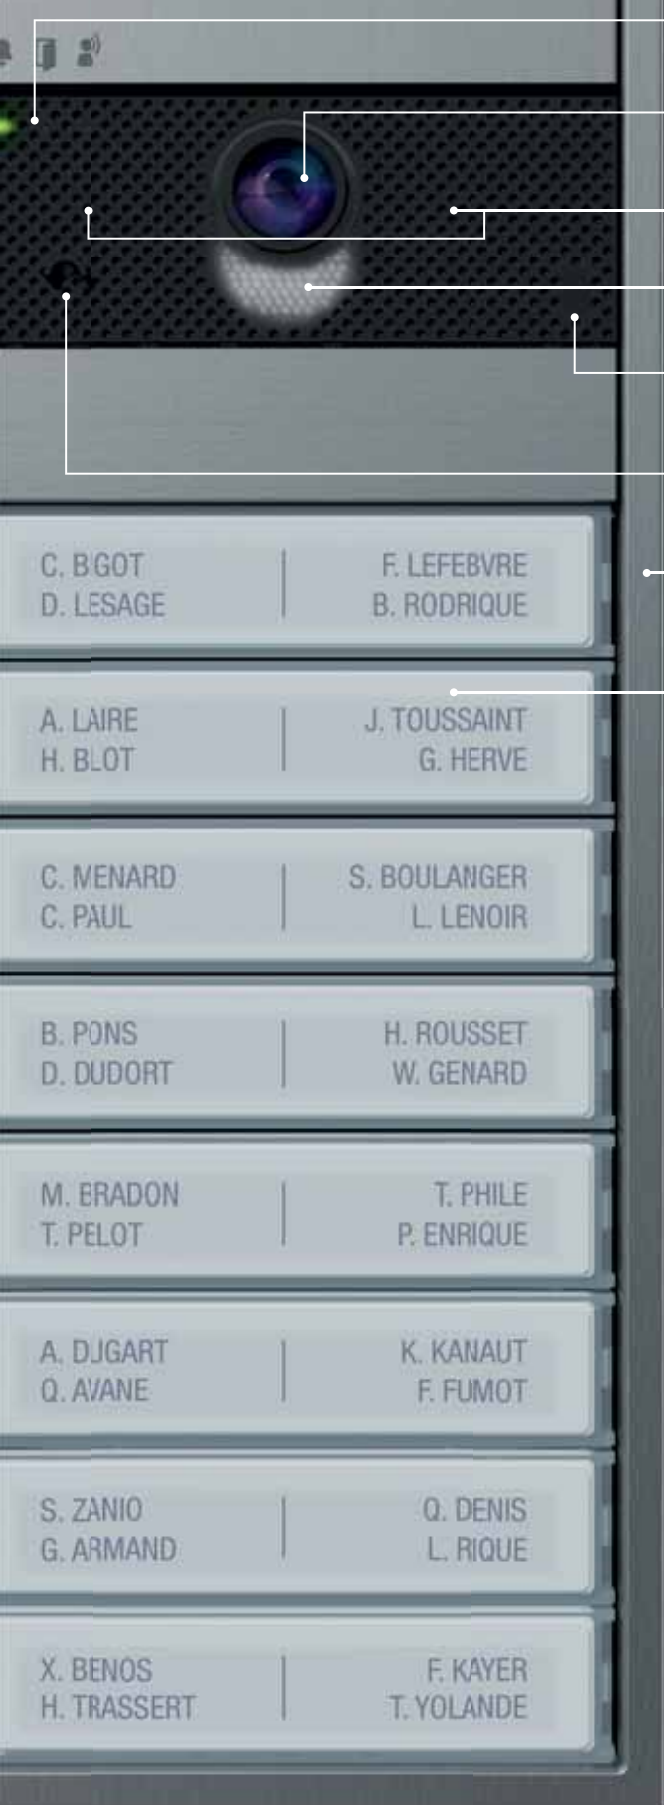 C. BIGOT
D. LESAGE
F. LEFEBVRE
B. RODRIQUE
A. LAIRE
H. BLOT
J. TOUSSAINT
G. HERVE
C. MENARD
C. PAUL
S. BOULANGER
L. LENOIR
B. PONS
D. DUDORT
H. ROUSSET
W. GENARD
M. BRADON
T. PELOT
T. PHILE
P. ENRIQUE
A. DUGART
Q. AVANE
K. KANAUT
F. FUMOT
S. ZANIO
G. ARMAND
Q. DENIS
L. RIQUE
X. BENOS
H. TRASSERT
F. KAYER
T. YOLANDE